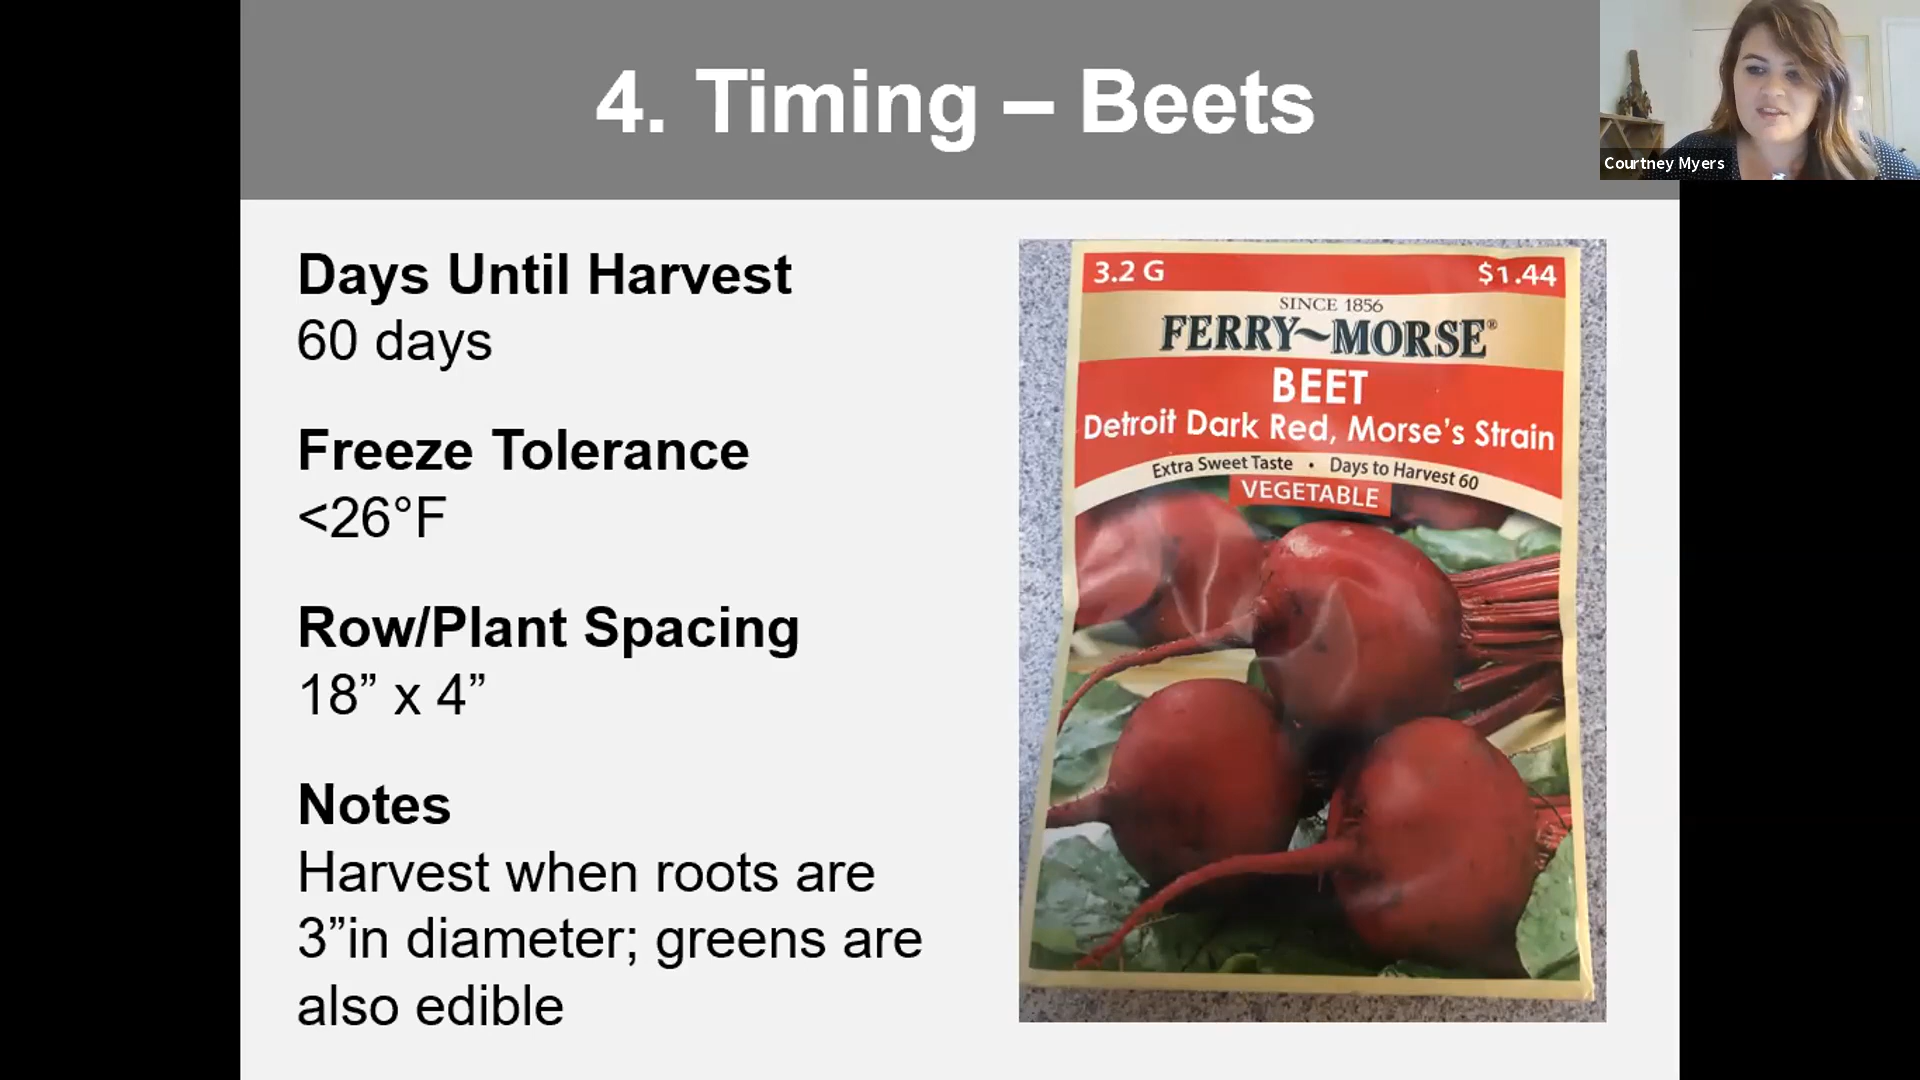 4. Timing – Beets
Courtney Myers
Days Until Harvest
60 days
Freeze Tolerance
<26°F
Row/Plant Spacing
18” x 4”
Notes
Harvest when roots are
3”in diameter; greens are
also edible
3.2 G
$1.44
SINCE 1856
FERRY~MORSE®
BEET
Detroit Dark Red, Morse's Strain
Extra Sweet Taste • Days to Harvest 60
VEGETABLE